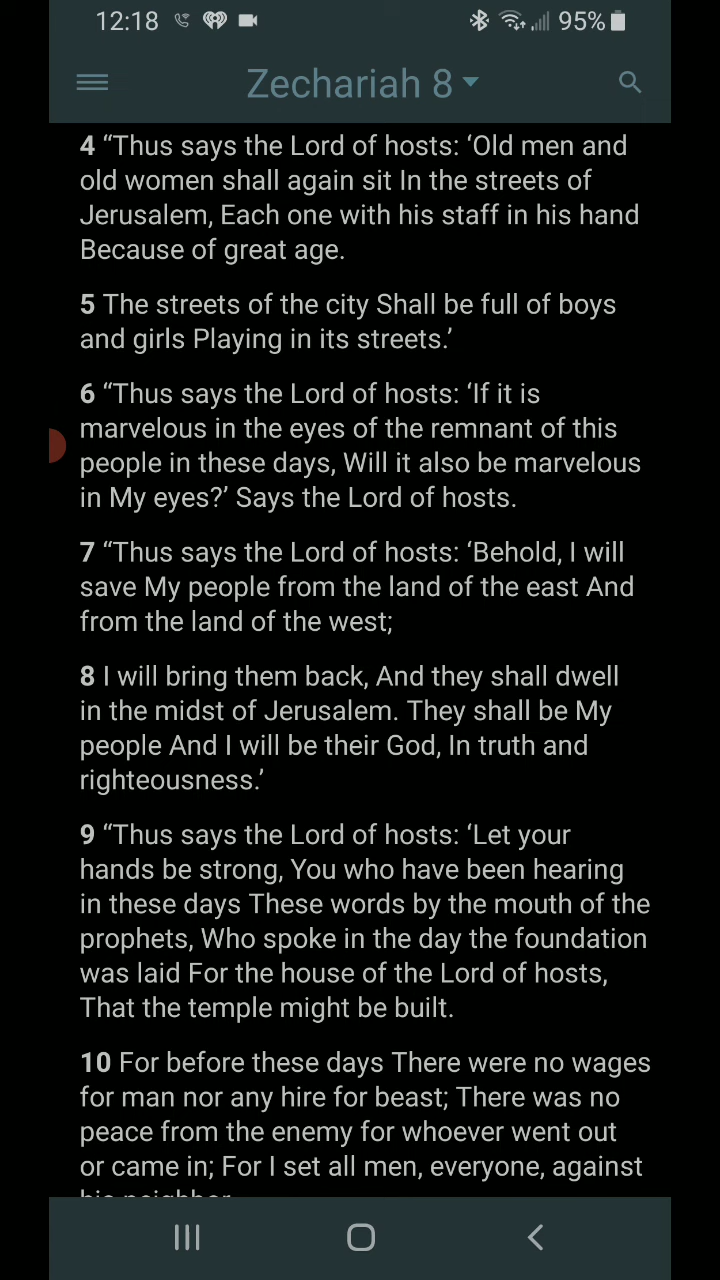 12:18 95%
Zechariah 8
4 “Thus says the Lord of hosts: ‘Old men and
old women shall again sit In the streets of
Jerusalem, Each one with his staff in his hand
Because of great age.
5 The streets of the city Shall be full of boys
and girls Playing in its streets.’
6 “Thus says the Lord of hosts: ‘If it is
marvelous in the eyes of the remnant of this
people in these days, Will it also be marvelous
in My eyes?’ Says the Lord of hosts.
7 “Thus says the Lord of hosts: ‘Behold, I will
save My people from the land of the east And
from the land of the west;
8 I will bring them back, And they shall dwell
in the midst of Jerusalem. They shall be My
people And I will be their God, In truth and
righteousness.’
9 “Thus says the Lord of hosts: ‘Let your
hands be strong, You who have been hearing
in these days These words by the mouth of the
prophets, Who spoke in the day the foundation
was laid For the house of the Lord of hosts,
That the temple might be built.
10 For before these days There were no wages
for man nor any hire for beast; There was no
peace from the enemy for whoever went out
or came in; For I set all men, everyone, against
his neighbor